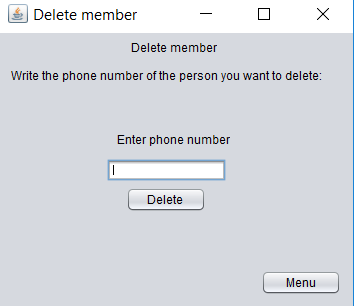 Delete member
Delete member
Write the phone number of the person you want to delete:
Enter phone number
Delete
Menu